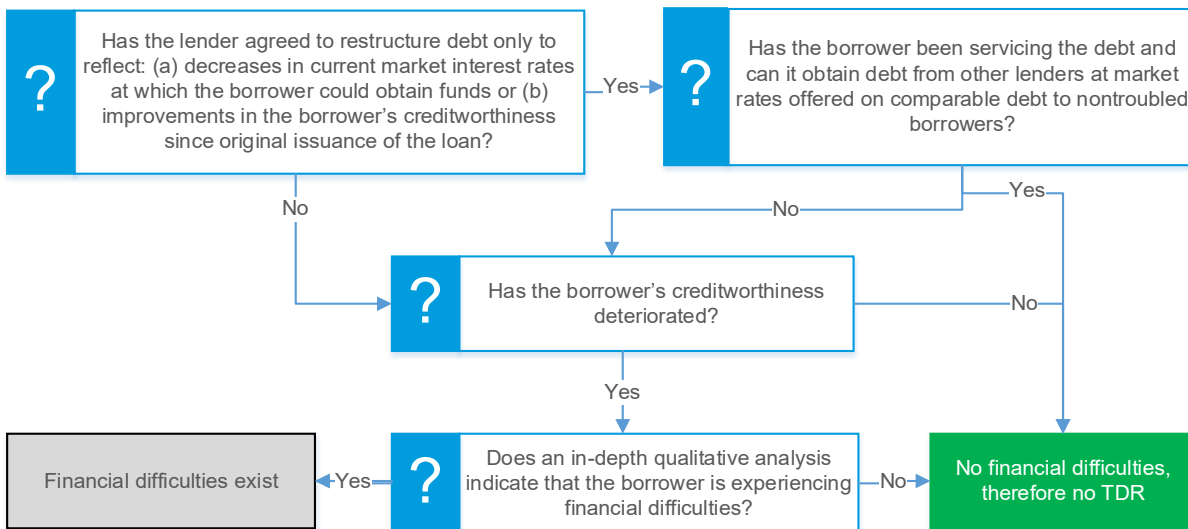 ?
Has the lender agreed to restructure debt only to
reflect: (a) decreases in current market interest rates
at which the borrower could obtain funds or (b)
improvements in the borrower’s creditworthiness
since original issuance of the loan?
Yes
?
Has the borrower been servicing the debt and
can it obtain debt from other lenders at market
rates offered on comparable debt to nontroubled
borrowers?
No
No
Yes
?
Has the borrower’s creditworthiness
deteriorated?
No
Yes
Financial difficulties exist
Yes
?
Does an in-depth qualitative analysis
indicate that the borrower is experiencing
financial difficulties?
No
No financial difficulties,
therefore no TDR